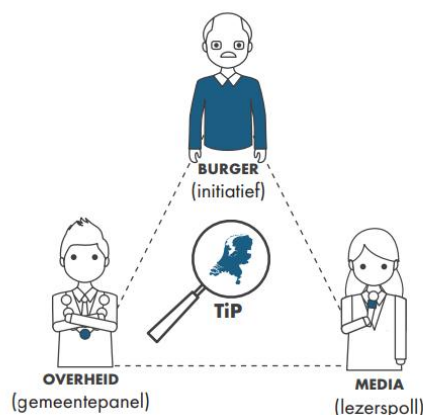 BURGER
(initiatief)
TiP
OVERHEID
(gemeentepanel)
MEDIA
(lezerspoll)